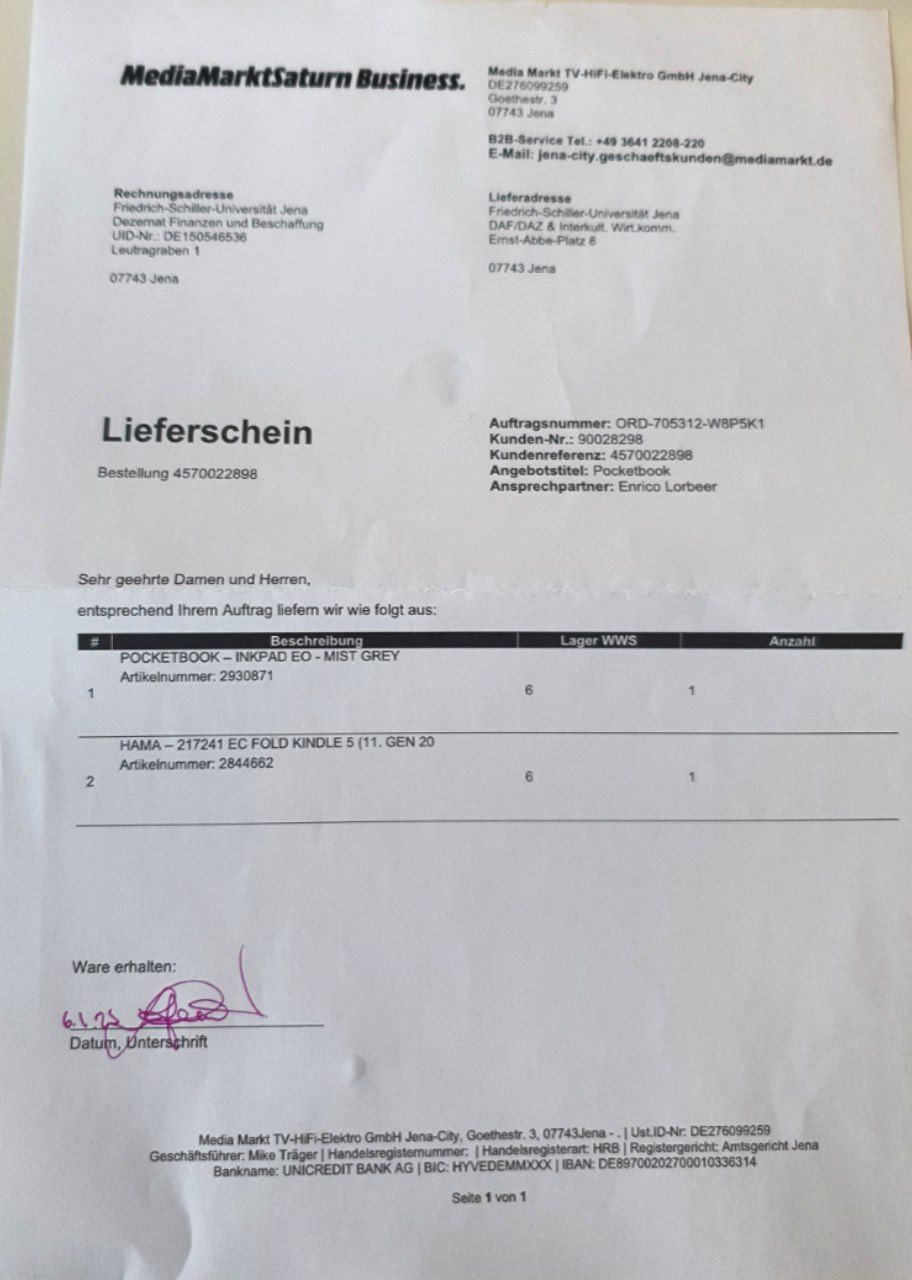 MediaMarktSaturn Business.
Media Markt TV-HiFi-Elektro GmbH Jena-City
DE276099259
Goethestr. 3
07743 Jena
B2B-Service Tel.: +49 3641 2208-220
E-Mail: jena-city.geschaeftskunden@mediamarkt.de
Rechnungsadresse
Friedrich-Schiller-Universität Jena
Dezernat Finanzen und Beschaffung
UID-Nr.: DE150546536
Leutragraben 1
07743 Jena
Lieferadresse
Friedrich-Schiller-Universität Jena
DAF/DAZ & Interkult. Wirt.komm.
Ernst-Abbe-Platz 8
07743 Jena
Lieferschein
Bestellung 4570022898
Auftragsnummer: ORD-705312-W8P5K1
Kunden-Nr.: 90028298
Kundenreferenz: 4570022898
Angebotstitel: Pocketbook
Ansprechpartner: Enrico Lorbeer
Sehr geehrte Damen und Herren,
entsprechend Ihrem Auftrag liefern wir wie folgt aus:
# Beschreibung Lager WWS Anzahl
POCKETBOOK – INKPAD EO - MIST GREY
Artikelnummer: 2930871
1 6 1
HAMA – 217241 EC FOLD KINDLE 5 (11. GEN 20
Artikelnummer: 2844662
2 6 1
Ware erhalten:
6.1.25
Datum, Unterschrift
Media Markt TV-HiFi-Elektro GmbH Jena-City, Goethestr. 3, 07743Jena - . | Ust.ID-Nr: DE276099259
Geschäftsführer: Mike Träger | Handelsregisternummer: | Handelsregisterart: HRB | Registergericht: Amtsgericht Jena
Bankname: UNICREDIT BANK AG | BIC: HYVEDEMMXXX | IBAN: DE89700202700010336314
Seite 1 von 1